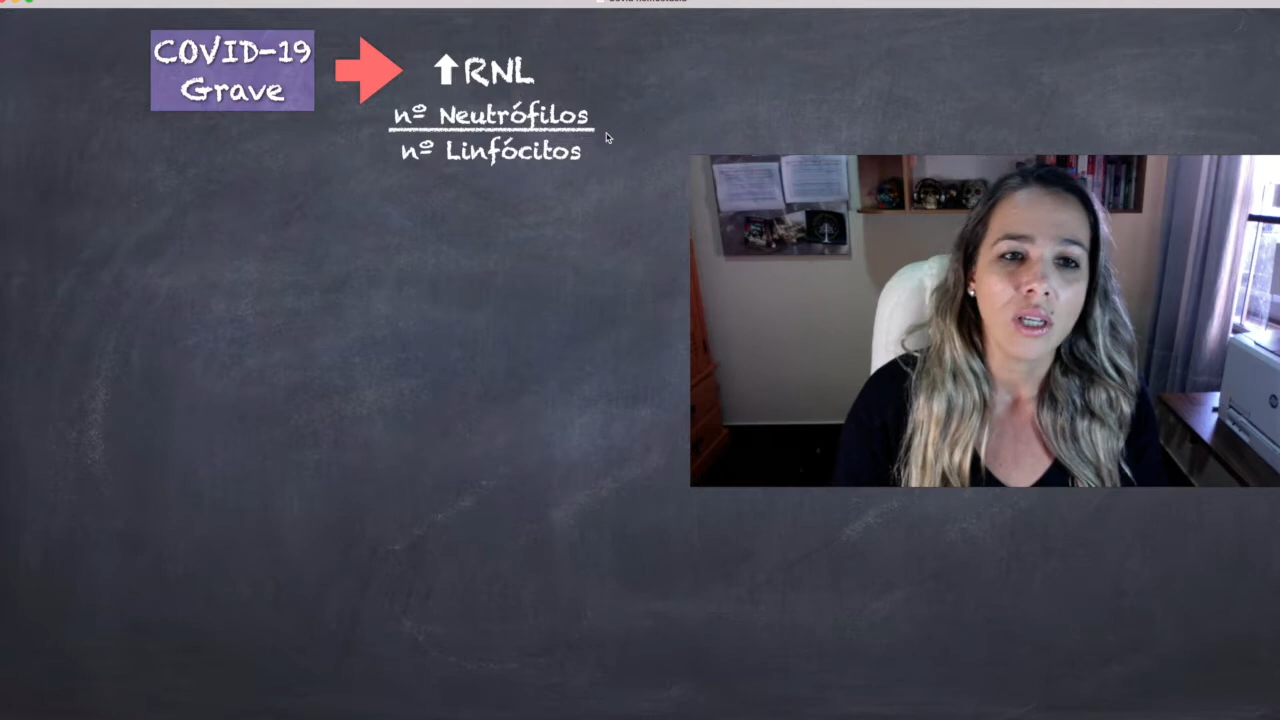 COVID-19
Grave
⬆RNL
nº Neutrófilos
nº Linfócitos